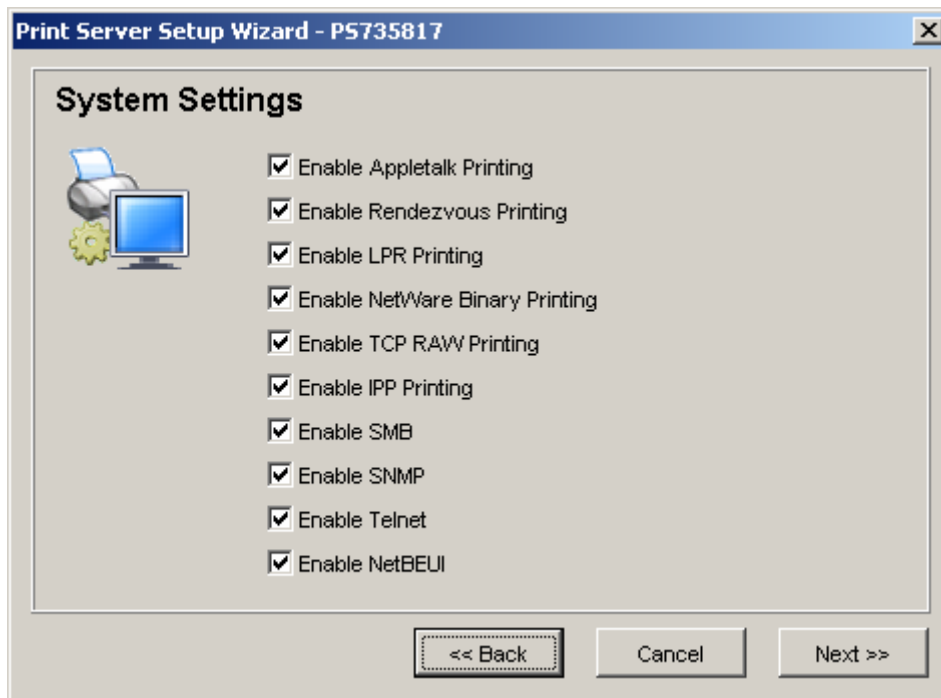 Print Server Setup Wizard - PS735817
System Settings
Enable Appletalk Printing
Enable Rendezvous Printing
Enable LPR Printing
Enable NetWare Binary Printing
Enable TCP RAW Printing
Enable IPP Printing
Enable SMB
Enable SNMP
Enable Telnet
Enable NetBEUI
<< Back
Cancel
Next >>